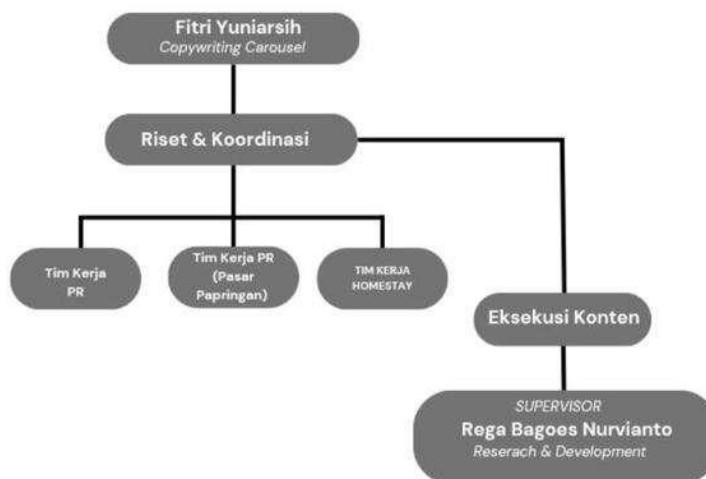 Fitri Yuniarsih
Copywriting Carousel
Riset & Koordinasi
Tim Kerja
PR
Tim Kerja PR
(Pasar
Papringan)
TIM KERJA
HOMESTAY
Eksekusi Konten
SUPERVISOR
Rega Bagoes Nurvianto
Reserach & Development